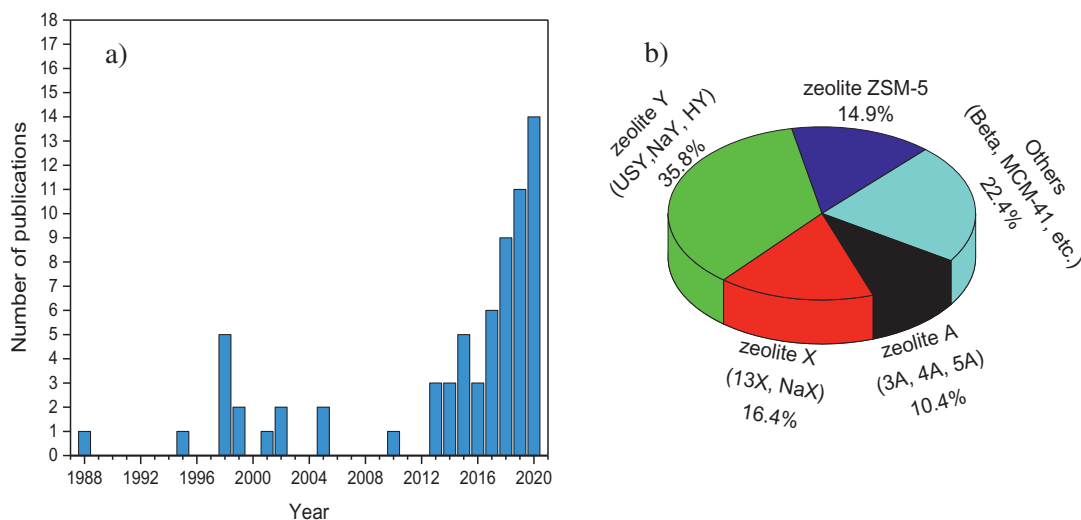 a)
Number of publications
18
17
16
15
14
13
12
11
10
9
8
7
6
5
4
3
2
1
0
1988 1992 1996 2000 2004 2008 2012 2016 2020
Year
b)
zeolite Y
(USY,NaY, HY)
35.8%
zeolite ZSM-5
14.9%
Others
(Beta, MCM-41, etc.)
22.4%
zeolite X
(13X, NaX)
16.4%
zeolite A
(3A, 4A, 5A)
10.4%